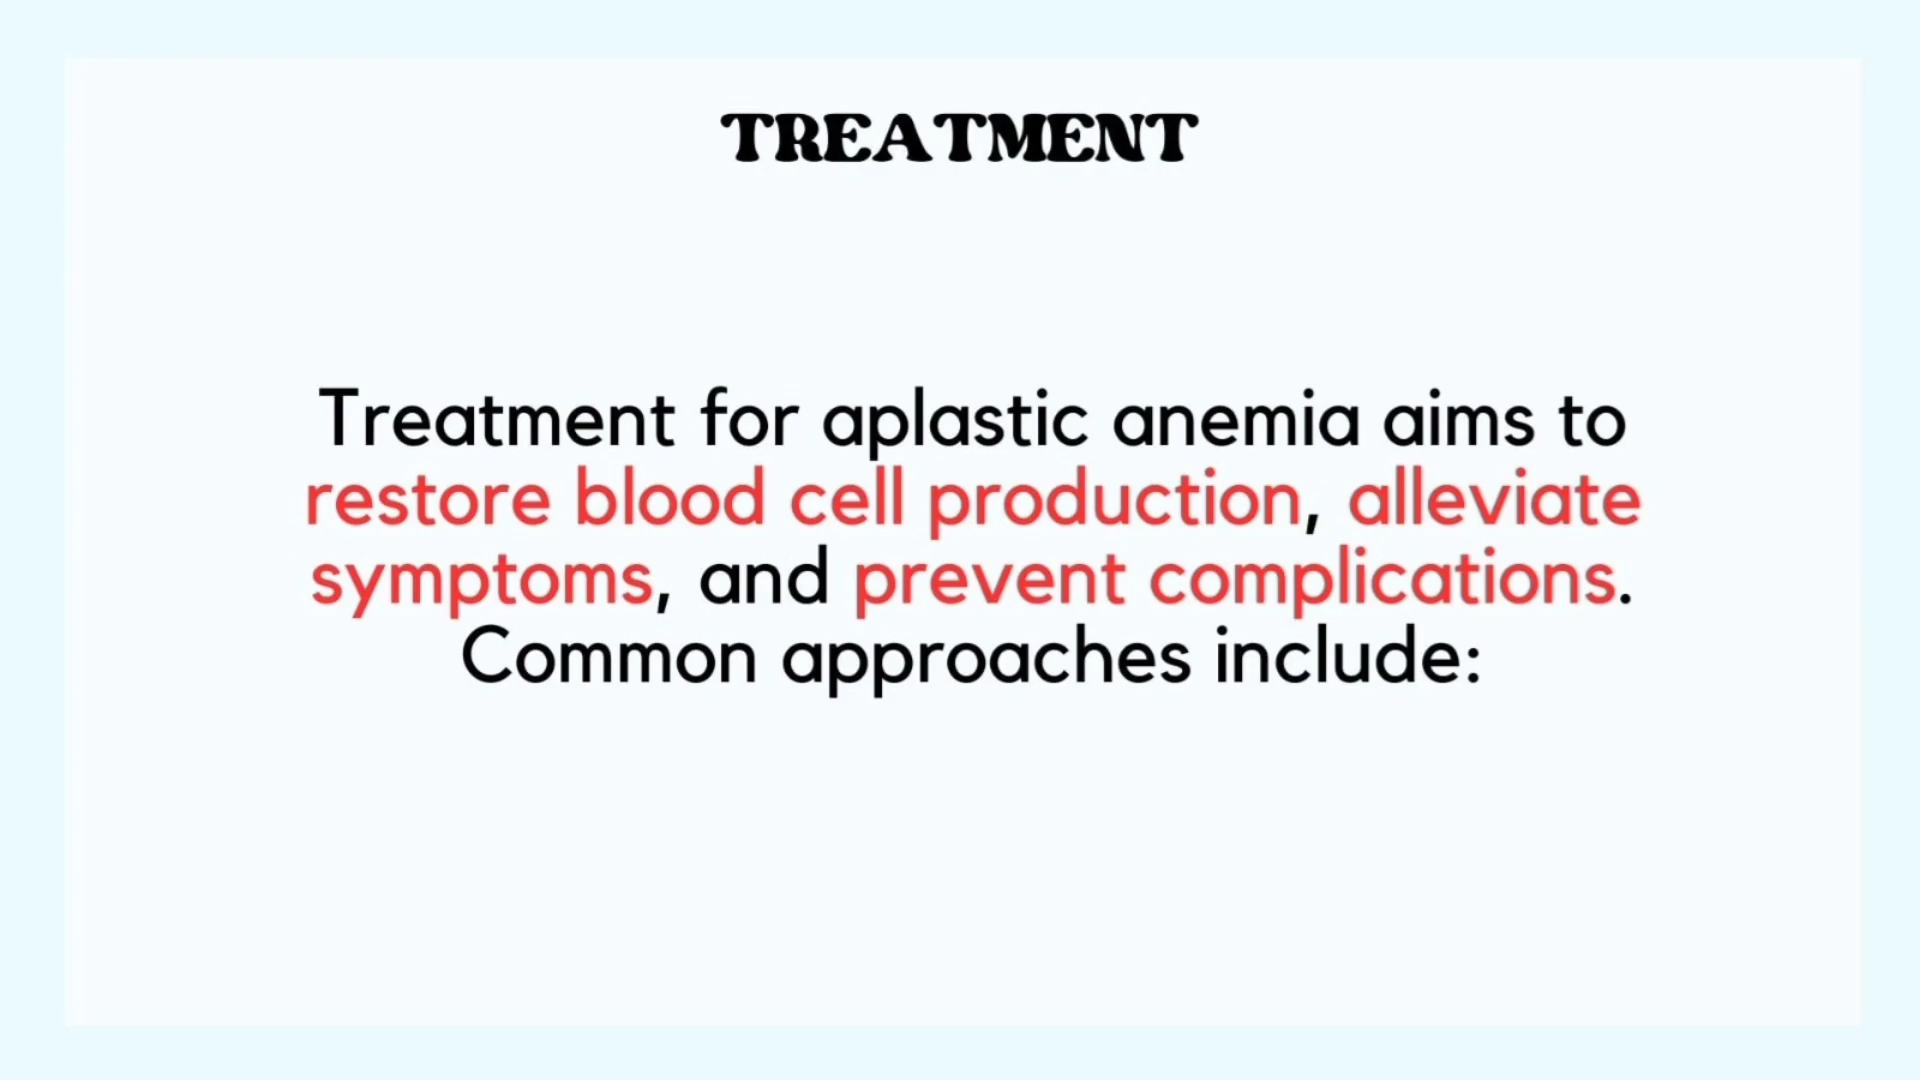 TREATMENT
Treatment for aplastic anemia aims to
restore blood cell production, alleviate
symptoms, and prevent complications.
Common approaches include: